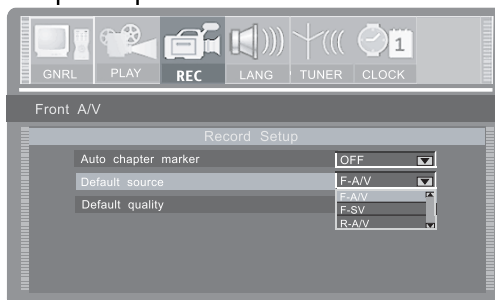 GNRL PLAY REC LANG TUNER CLOCK
1
Front A/V
Record Setup
Auto chapter marker OFF
Default source F-A/V
F-A/V
Default quality F-SV
R-A/V